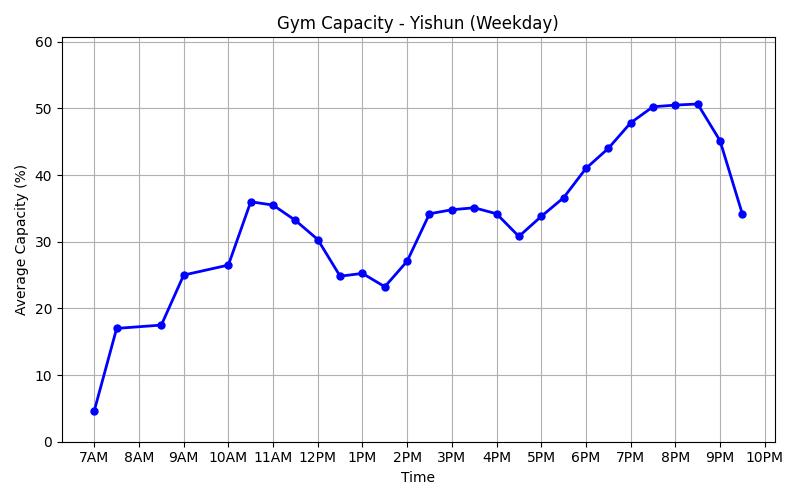 Gym Capacity - Yishun (Weekday)
Average Capacity (%)
60
50
40
30
20
10
0
7AM 8AM 9AM 10AM 11AM 12PM 1PM 2PM 3PM 4PM 5PM 6PM 7PM 8PM 9PM 10PM
Time